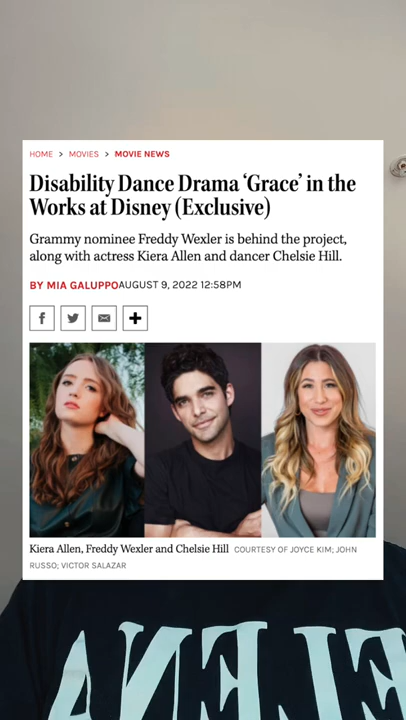 HOME > MOVIES > MOVIE NEWS
Disability Dance Drama ‘Grace’ in the
Works at Disney (Exclusive)
Grammy nominee Freddy Wexler is behind the project,
along with actress Kiera Allen and dancer Chelsie Hill.
BY MIA GALUPPOAUGUST 9, 2022 12:58PM
Kiera Allen, Freddy Wexler and Chelsie Hill COURTESY OF JOYCE KIM; JOHN
RUSSO; VICTOR SALAZAR